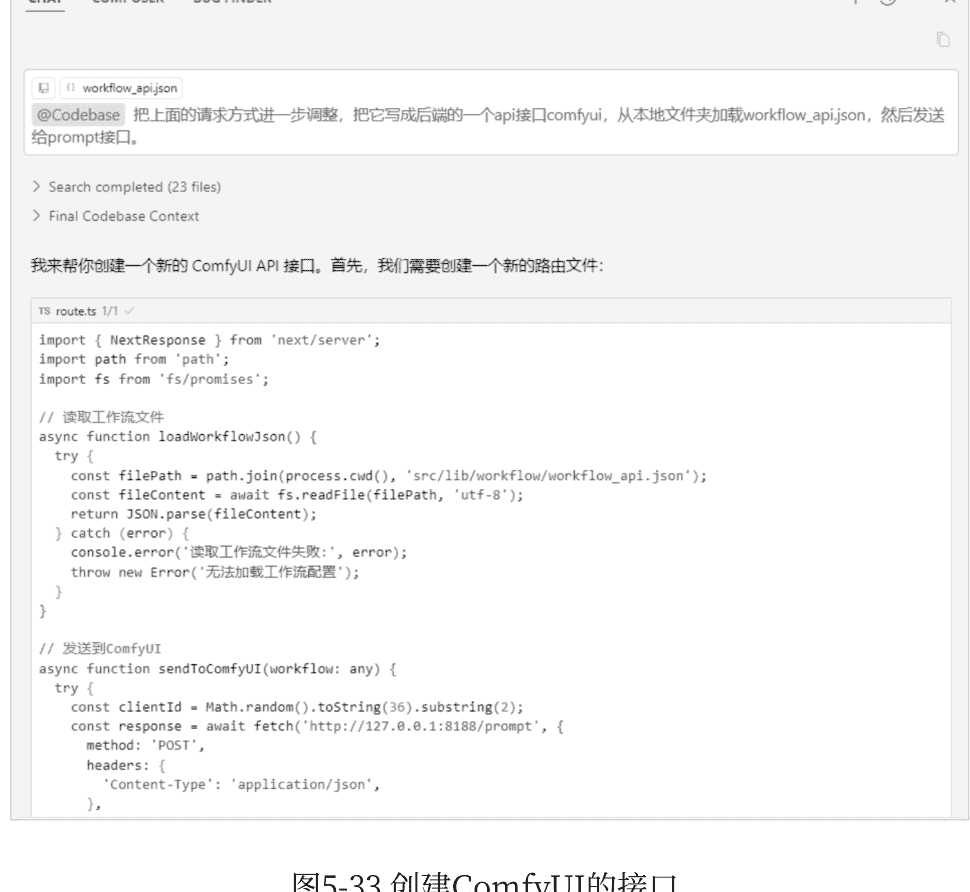 CHAT COMPOSER BUG FINDER
workflow_api.json
@Codebase 把上面的请求方式进一步调整，把它写成后端的一个api接口comfyui，从本地文件夹加载workflow_api.json，然后发送
给prompt接口。
Search completed (23 files)
Final Codebase Context
我来帮你创建一个新的 ComfyUI API 接口。首先，我们需要创建一个新的路由文件：
TS route.ts 1/1
import { NextResponse } from 'next/server';
import path from 'path';
import fs from 'fs/promises';
// 读取工作流文件
async function loadWorkflowJson() {
try {
const filePath = path.join(process.cwd(), 'src/lib/workflow/workflow_api.json');
const fileContent = await fs.readFile(filePath, 'utf-8');
return JSON.parse(fileContent);
} catch (error) {
console.error('读取工作流文件失败:', error);
throw new Error('无法加载工作流配置');
}
}
// 发送到ComfyUI
async function sendToComfyUI(workflow: any) {
try {
const clientId = Math.random().toString(36).substring(2);
const response = await fetch('http://127.0.0.1:8188/prompt', {
method: 'POST',
headers: {
'Content-Type': 'application/json',
},
图5-33 创建ComfyUI的接口